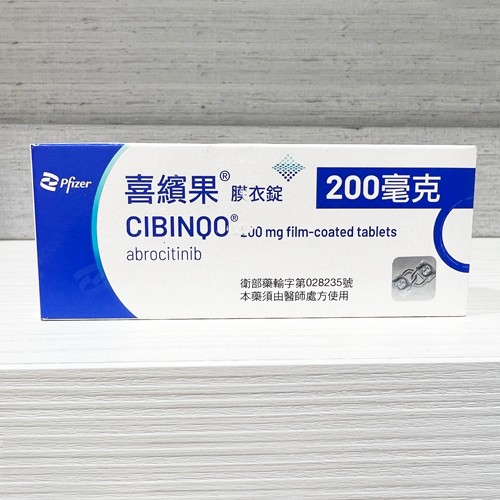 Pfizer
喜繽果® 膜衣錠 200毫克
CIBINQO® 200 mg film-coated tablets
abrocitinib
衛部藥輸字第028235號
本藥須由醫師處方使用